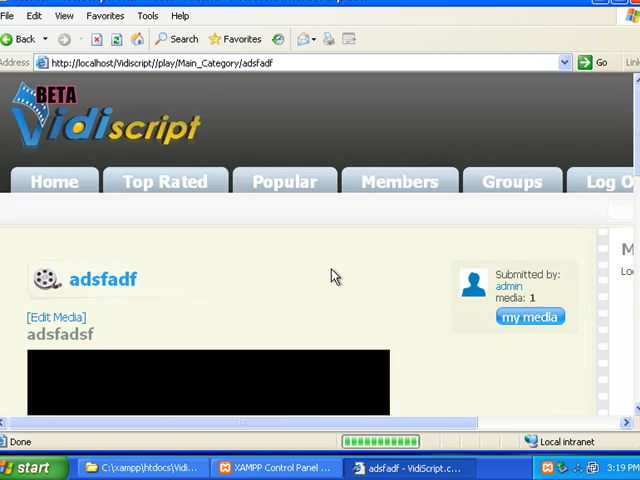 File Edit View Favorites Tools Help
Back Search Favorites
Address http://localhost/Vidiscript//play/Main_Category/adsfadf Go
BETA
Vidiscript
Home Top Rated Popular Members Groups Log O
adsfadf
Submitted by:
admin
media: 1
my media
[Edit Media]
adsfadsf
Done Local intranet
start C:\xampp\htdocs\Vidi... XAMPP Control Panel ... adsfadf - VidiScript.c... 3:19 PM